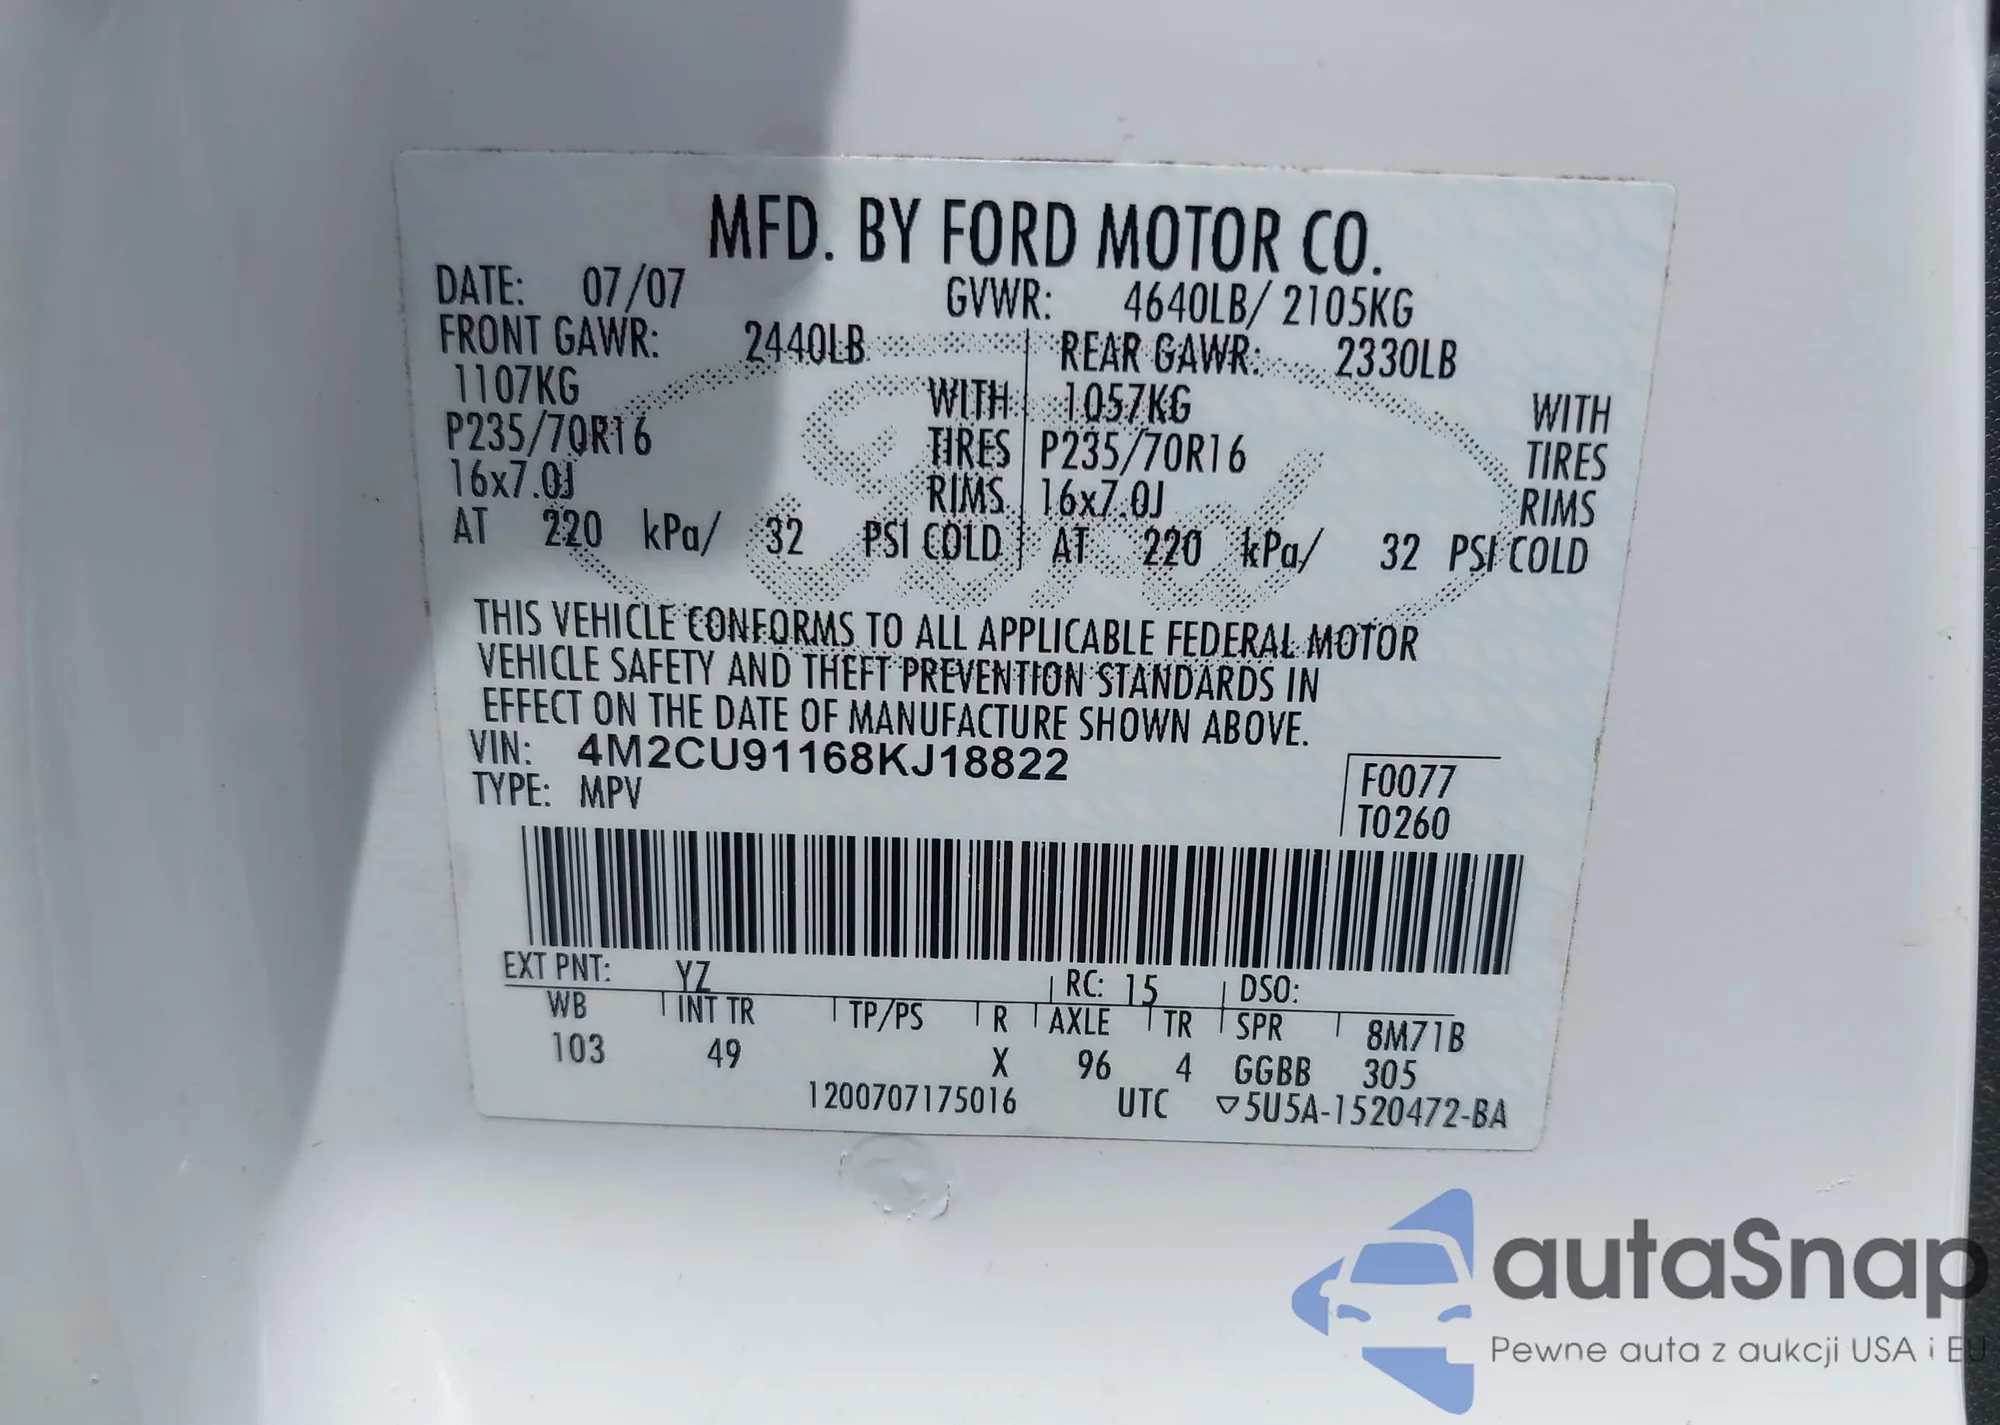 MFD. BY FORD MOTOR CO.
DATE: 07/07 GVWR: 4640LB/ 2105KG
FRONT GAWR: 2440LB REAR GAWR: 2330LB
1107KG WITH 1057KG WITH
P235/70R16 TIRES P235/70R16 TIRES
16x7.0J RIMS 16x7.0J RIMS
AT 220 kPa/ 32 PSI COLD AT 220 kPa/ 32 PSI COLD
THIS VEHICLE CONFORMS TO ALL APPLICABLE FEDERAL MOTOR
VEHICLE SAFETY AND THEFT PREVENTION STANDARDS IN
EFFECT ON THE DATE OF MANUFACTURE SHOWN ABOVE.
VIN: 4M2CU91168KJ18822
TYPE: MPV
F0077
T0260
EXT PNT: YZ RC: 15 DSO:
WB INT TR TP/PS R AXLE TR SPR 8M71B
103 49 X 96 4 GGBB 305
1200707175016 UTC ▽5U5A-1520472-BA
Ford
autaSnap
Pewne auta z aukcji USA i EU